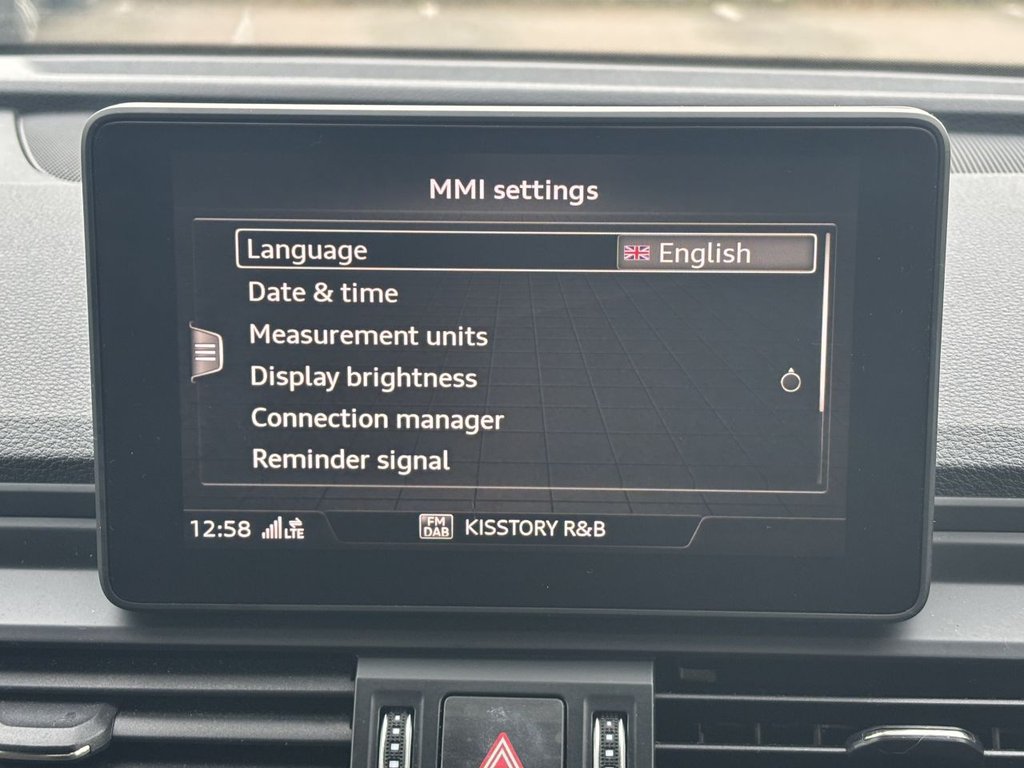 MMI settings
Language English
Date & time
Measurement units
Display brightness
Connection manager
Reminder signal
12:58 LTE FM DAB KISSTORY R&B